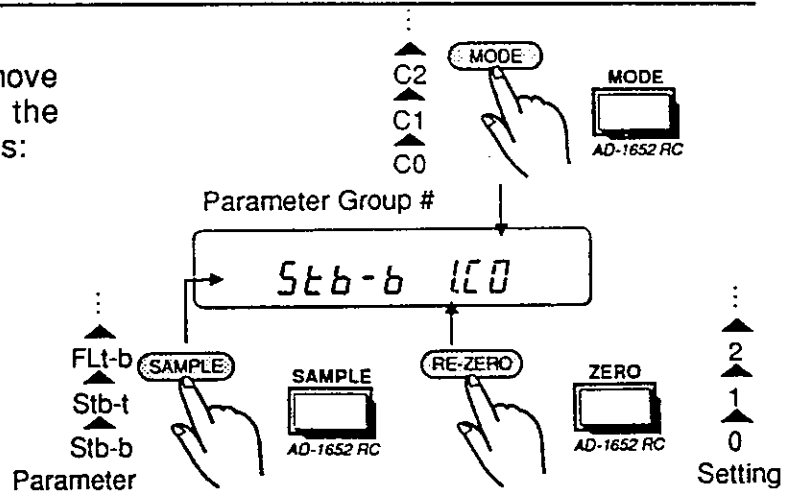 nove
the
s:
C2
C1
C0
MODE
MODE
AD-1652 RC
Parameter Group #
Stb-b 1.C0
FLt-b
Stb-t
Stb-b
Parameter
SAMPLE
SAMPLE
AD-1652 RC
RE-ZERO
ZERO
AD-1652 RC
2
1
0
Setting